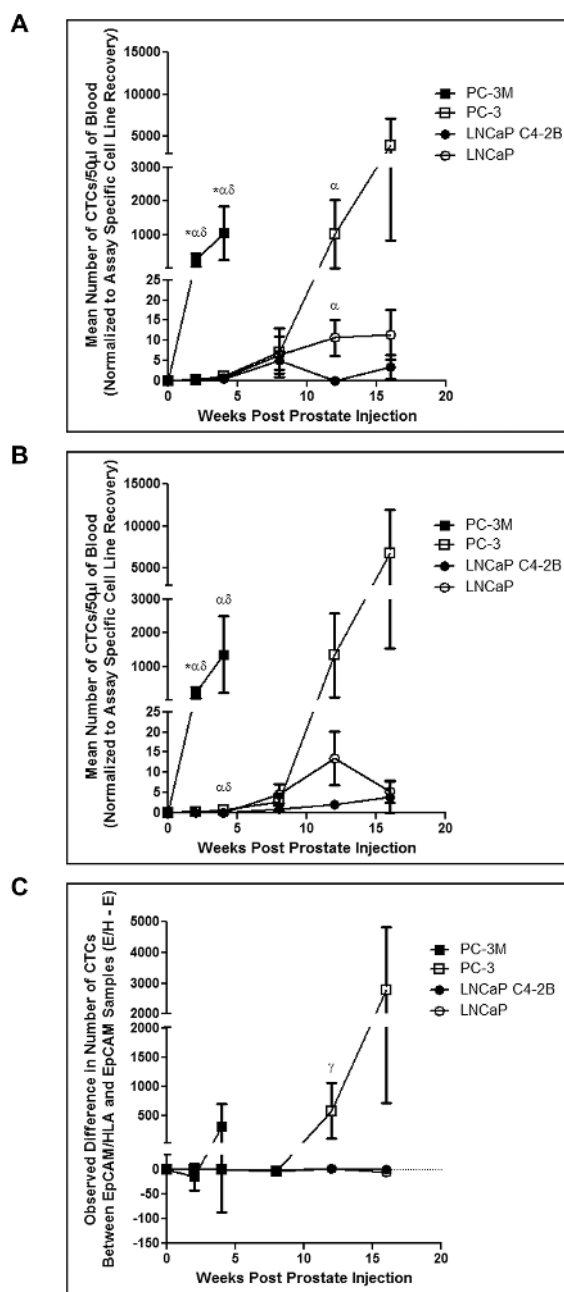 A
Mean Number of CTCs/50μl of Blood
(Normalized to Assay Specific Cell Line Recovery)
15000
10000
5000
3000
2000
1000
25
20
15
10
5
0
*αδ
*αδ
α
α
PC-3M
PC-3
LNCaP C4-2B
LNCaP
0 5 10 15 20
Weeks Post Prostate Injection
B
Mean Number of CTCs/50μl of Blood
(Normalized to Assay Specific Cell Line Recovery)
15000
10000
5000
3000
2000
1000
25
20
15
10
5
0
αδ
*αδ
αδ
PC-3M
PC-3
LNCaP C4-2B
LNCaP
0 5 10 15 20
Weeks Post Prostate Injection
C
Observed Difference in Number of CTCs
Between EpCAM/HLA and EpCAM Samples (E/H - E)
5000
4000
3000
2000
2000
1500
1000
500
0
-50
-100
-150
γ
PC-3M
PC-3
LNCaP C4-2B
LNCaP
0 5 10 15 20
Weeks Post Prostate Injection